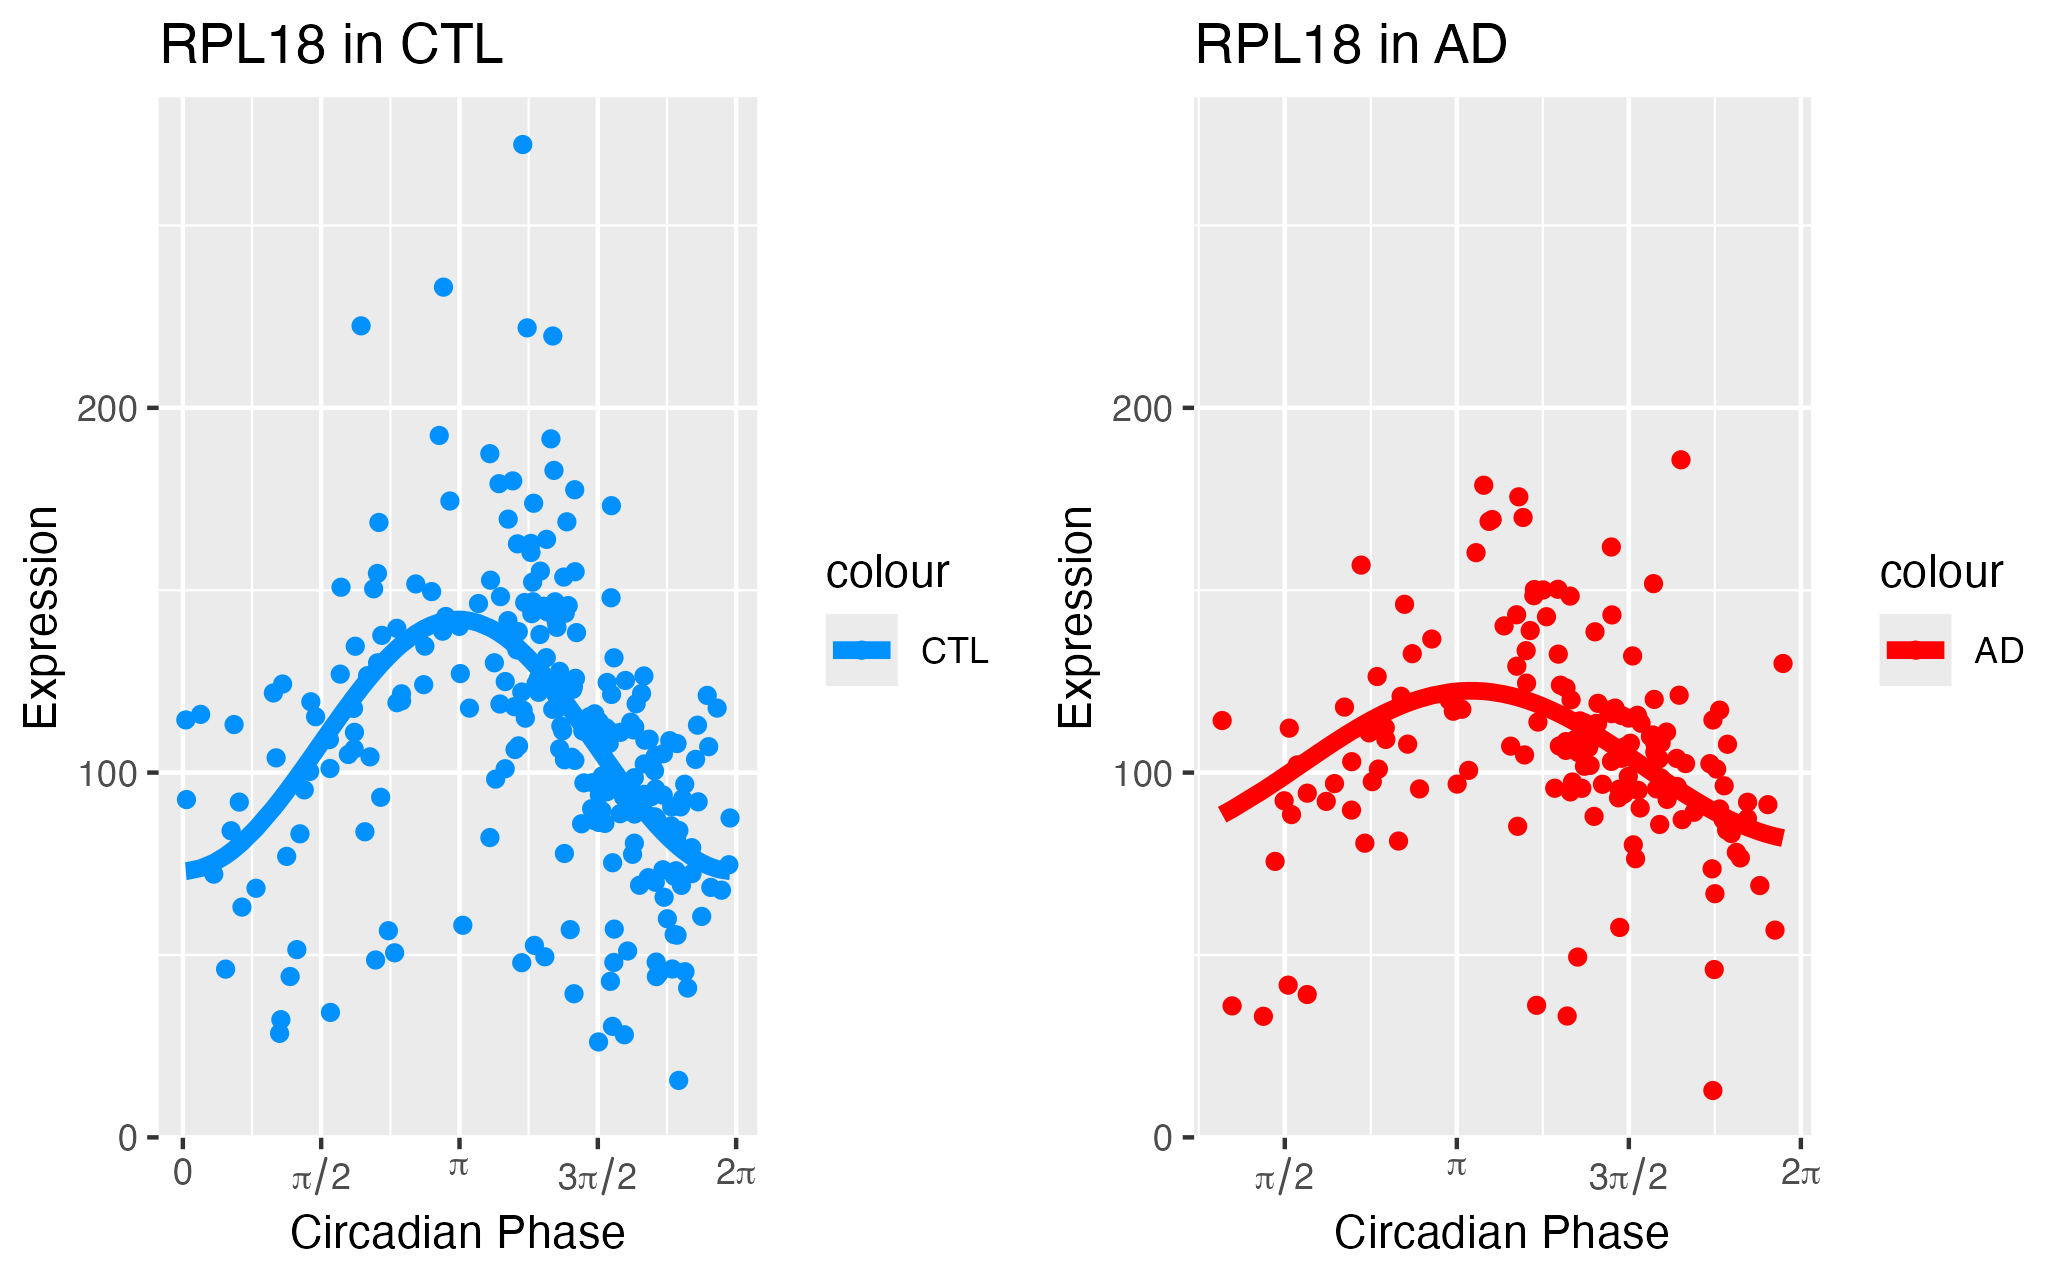 RPL18 in CTL
Expression
200
100
0
0
π/2
π
3π/2
2π
Circadian Phase
colour
CTL
RPL18 in AD
Expression
200
100
0
π/2
π
3π/2
2π
Circadian Phase
colour
AD